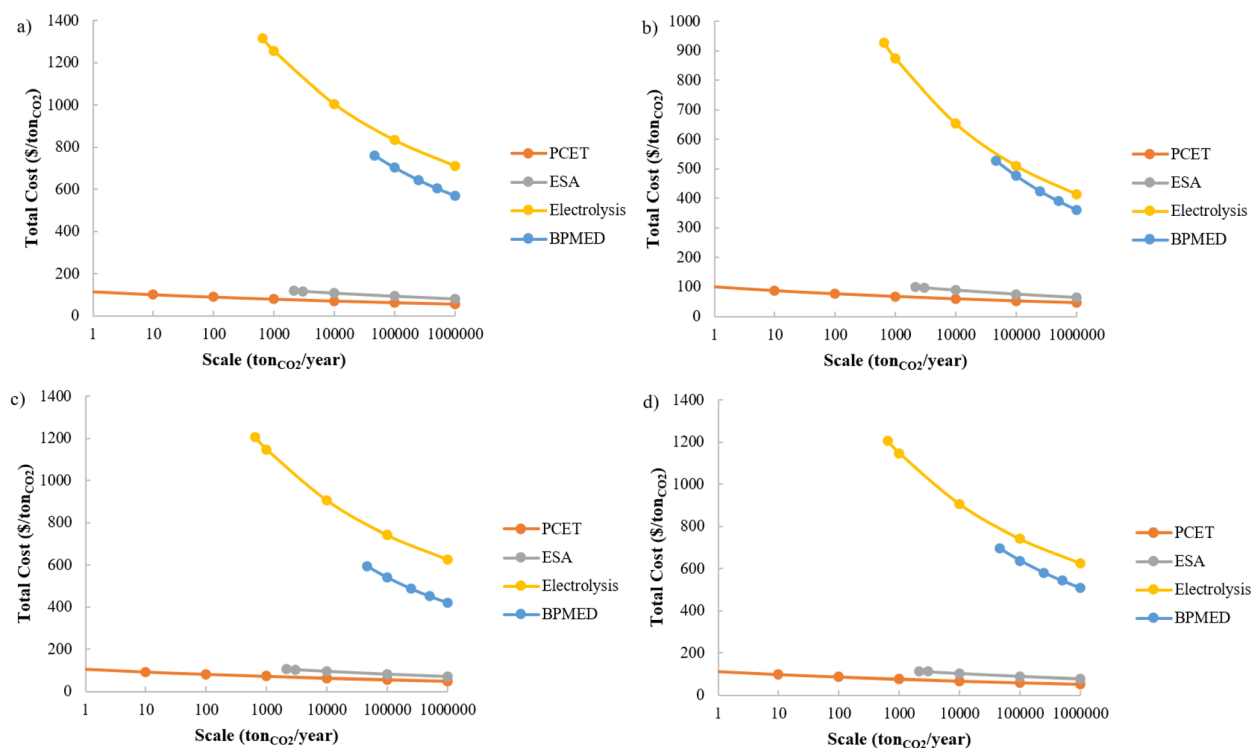 a)
1400
1200
1000
800
600
400
200
0
Total Cost ($/tonCO2)
1 10 100 1000 10000 100000 1000000
Scale (tonCO2/year)
PCET
ESA
Electrolysis
BPMED
b)
1000
900
800
700
600
500
400
300
200
100
0
Total Cost ($/tonCO2)
1 10 100 1000 10000 100000 1000000
Scale (tonCO2/year)
PCET
ESA
Electrolysis
BPMED
c)
1400
1200
1000
800
600
400
200
0
Total Cost ($/tonCO2)
1 10 100 1000 10000 100000 1000000
Scale (tonCO2/year)
PCET
ESA
Electrolysis
BPMED
d)
1400
1200
1000
800
600
400
200
0
Total Cost ($/tonCO2)
1 10 100 1000 10000 100000 1000000
Scale (tonCO2/year)
PCET
ESA
Electrolysis
BPMED